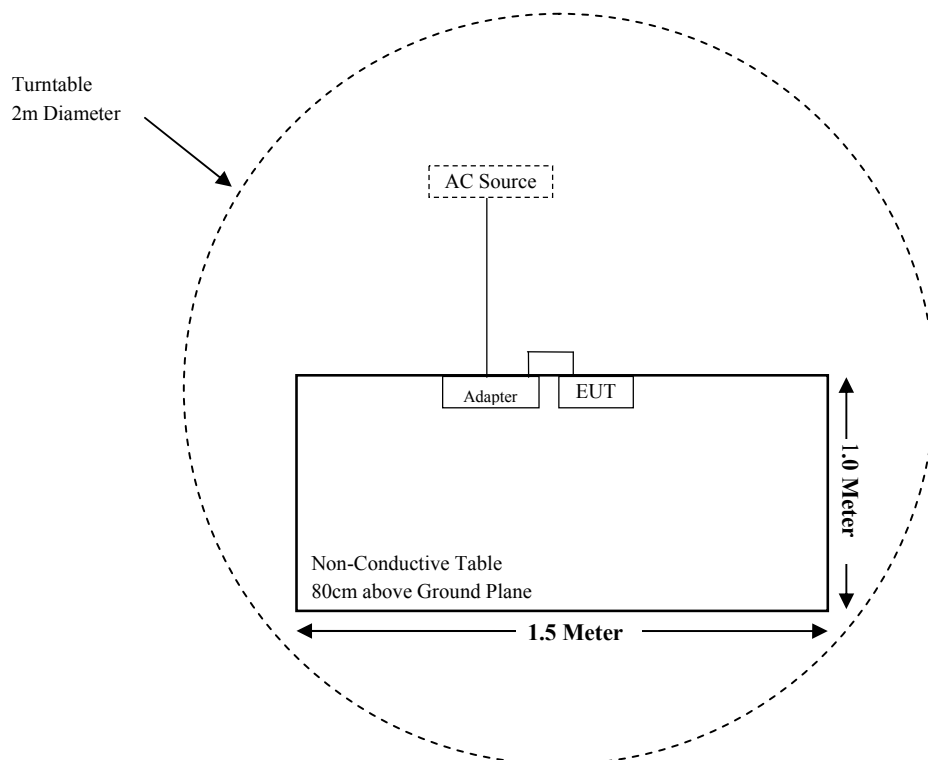 Turntable
2m Diameter
AC Source
Adapter
EUT
1.0 Meter
Non-Conductive Table
80cm above Ground Plane
1.5 Meter